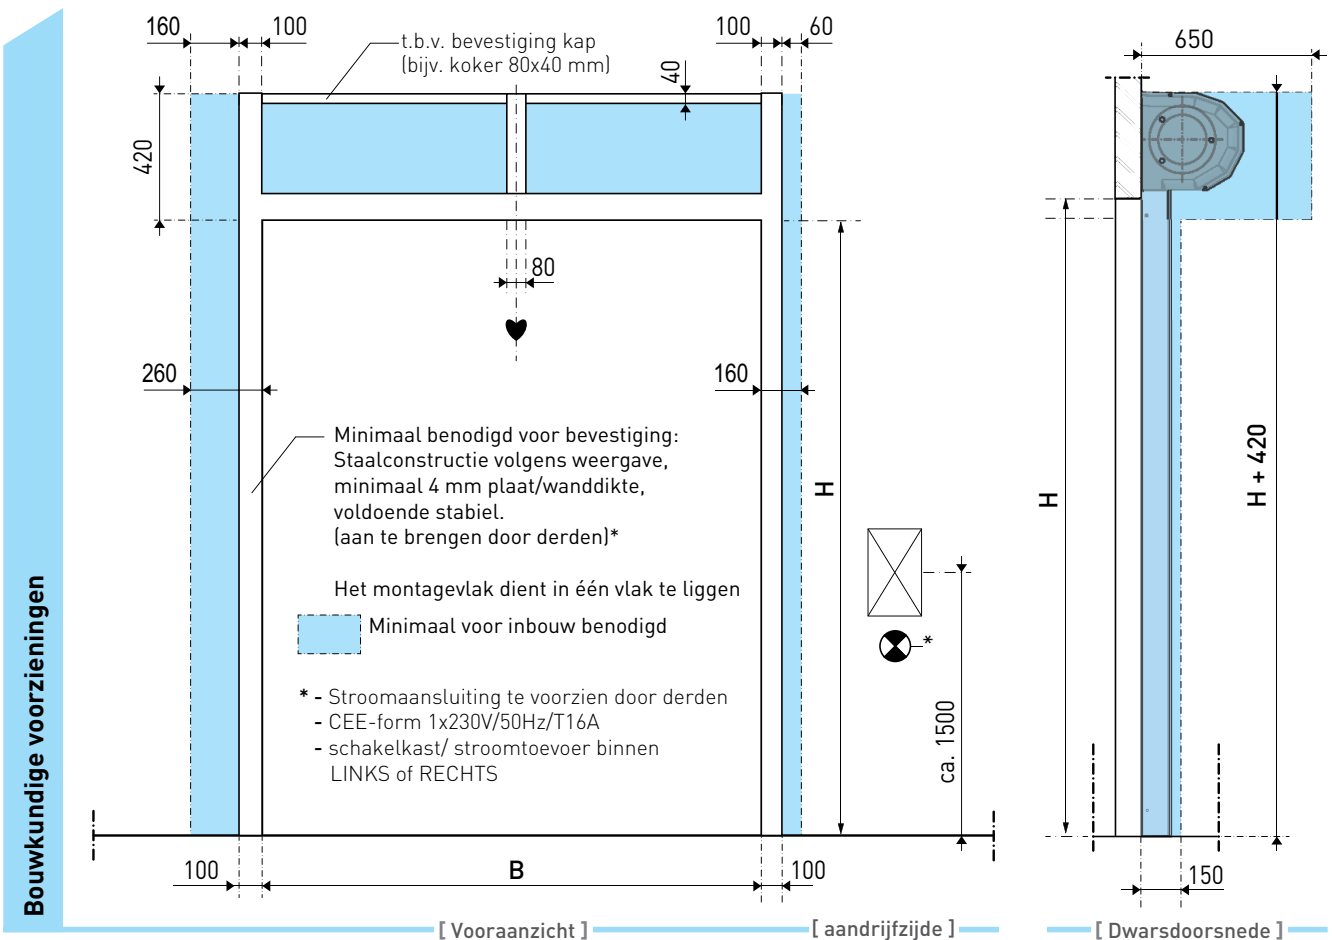 160
100
t.b.v. bevestiging kap
(bijv. koker 80x40 mm)
100
60
650
40
420
80
260
160
Minimaal benodigd voor bevestiging:
Staalconstructie volgens weergave,
minimaal 4 mm plaat/wanddikte,
voldoende stabiel.
(aan te brengen door derden)*
Het montagevlak dient in één vlak te liggen
Minimaal voor inbouw benodigd
* - Stroomaansluiting te voorzien door derden
- CEE-form 1x230V/50Hz/T16A
- schakelkast/ stroomtoevoer binnen
LINKS of RECHTS
H
*
ca. 1500
H
H + 420
100
B
100
150
Bouwkundige voorzieningen
[ Vooraanzicht ]
[ aandrijfzijde ]
[ Dwarsdoorsnede ]